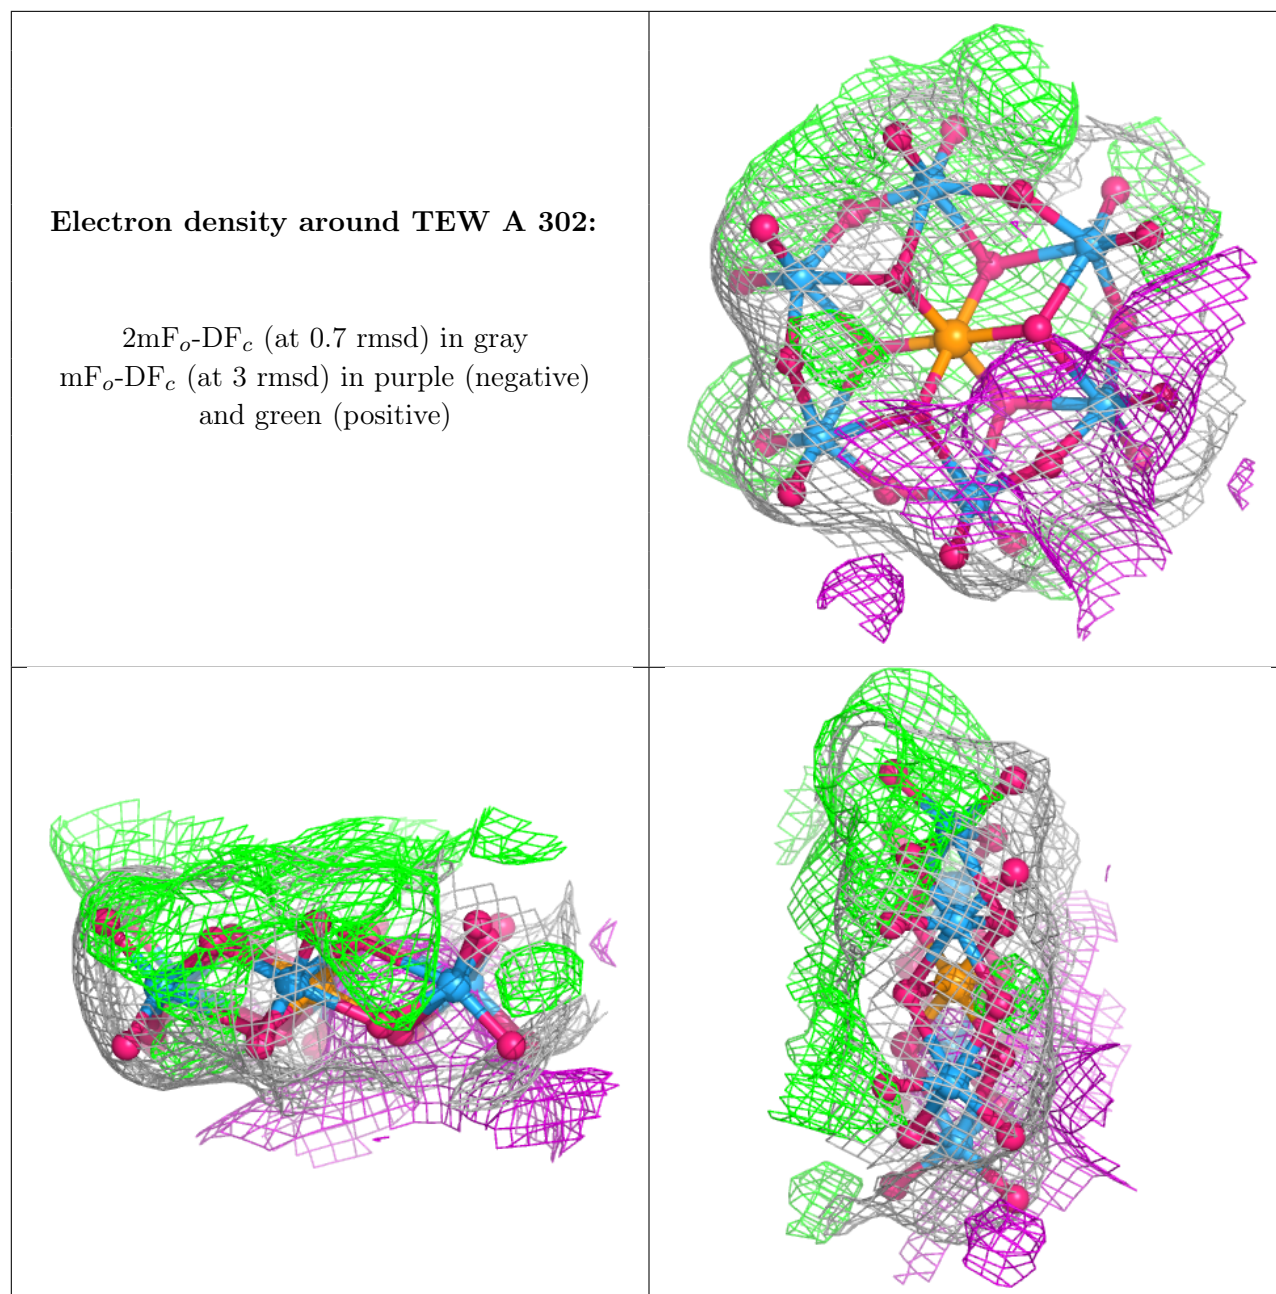 Electron density around TEW A 302:
2mFo-DFc (at 0.7 rmsd) in gray
mFo-DFc (at 3 rmsd) in purple (negative)
and green (positive)